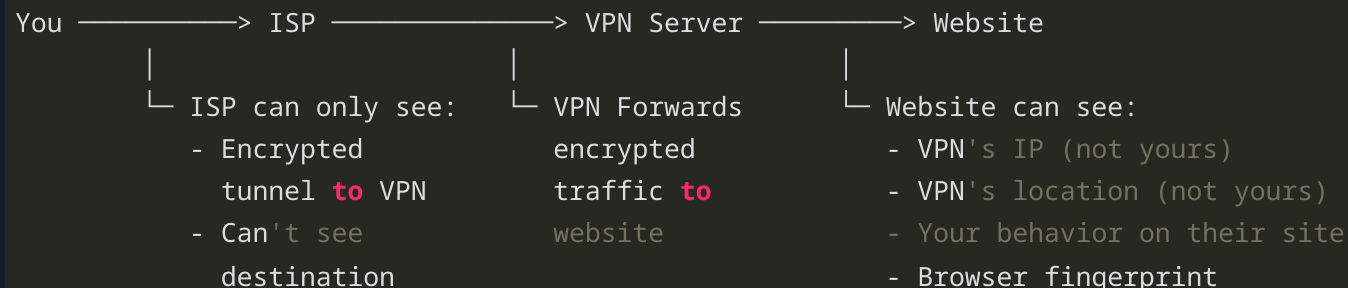 You ──────────> ISP ──────────────> VPN Server ─────────> Website
│ │ │
└─ ISP can only see: └─ VPN Forwards └─ Website can see:
- Encrypted encrypted - VPN's IP (not yours)
tunnel to VPN traffic to - VPN's location (not yours)
- Can't see website - Your behavior on their site
destination - Browser fingerprint